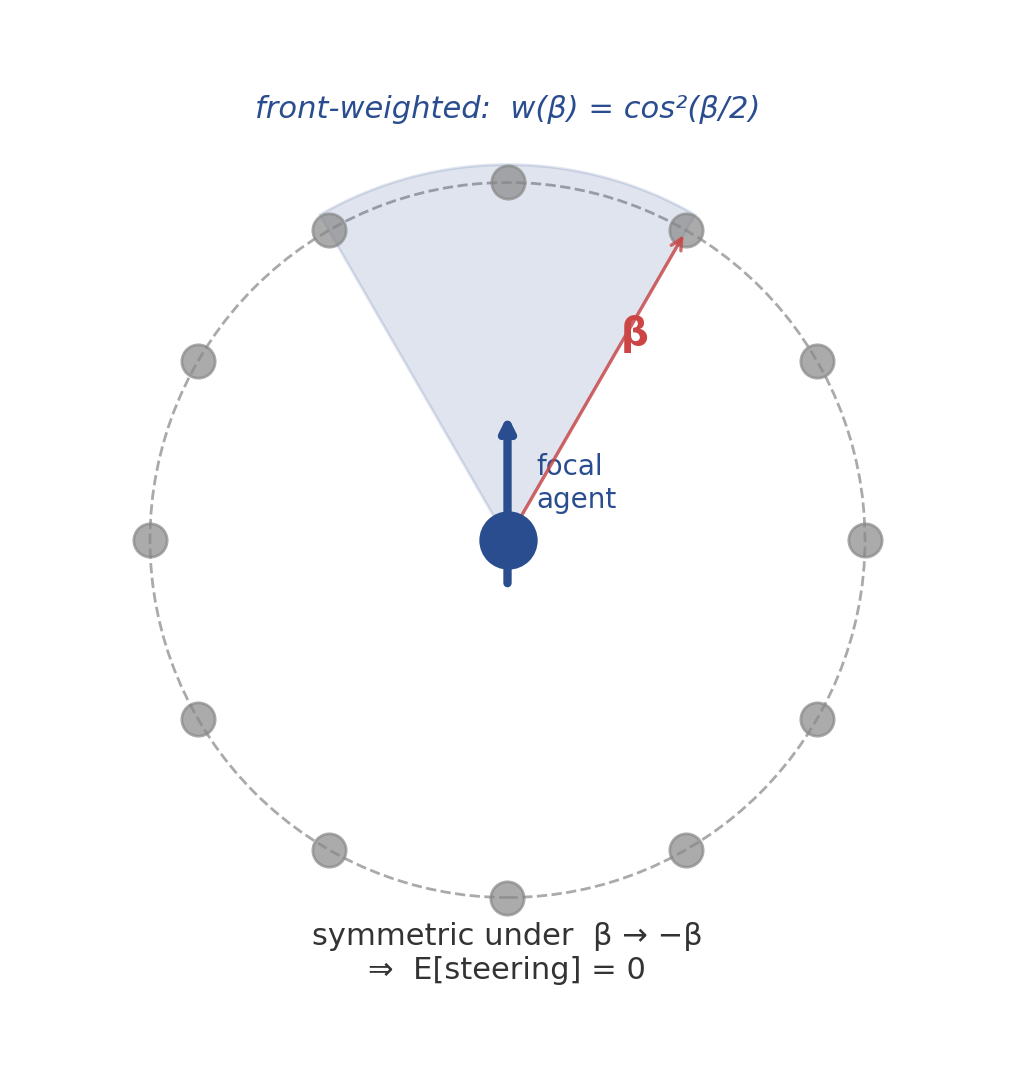 front-weighted: w(β) = cos²(β/2)
β
focal
agent
symmetric under β → −β
⇒ E[steering] = 0